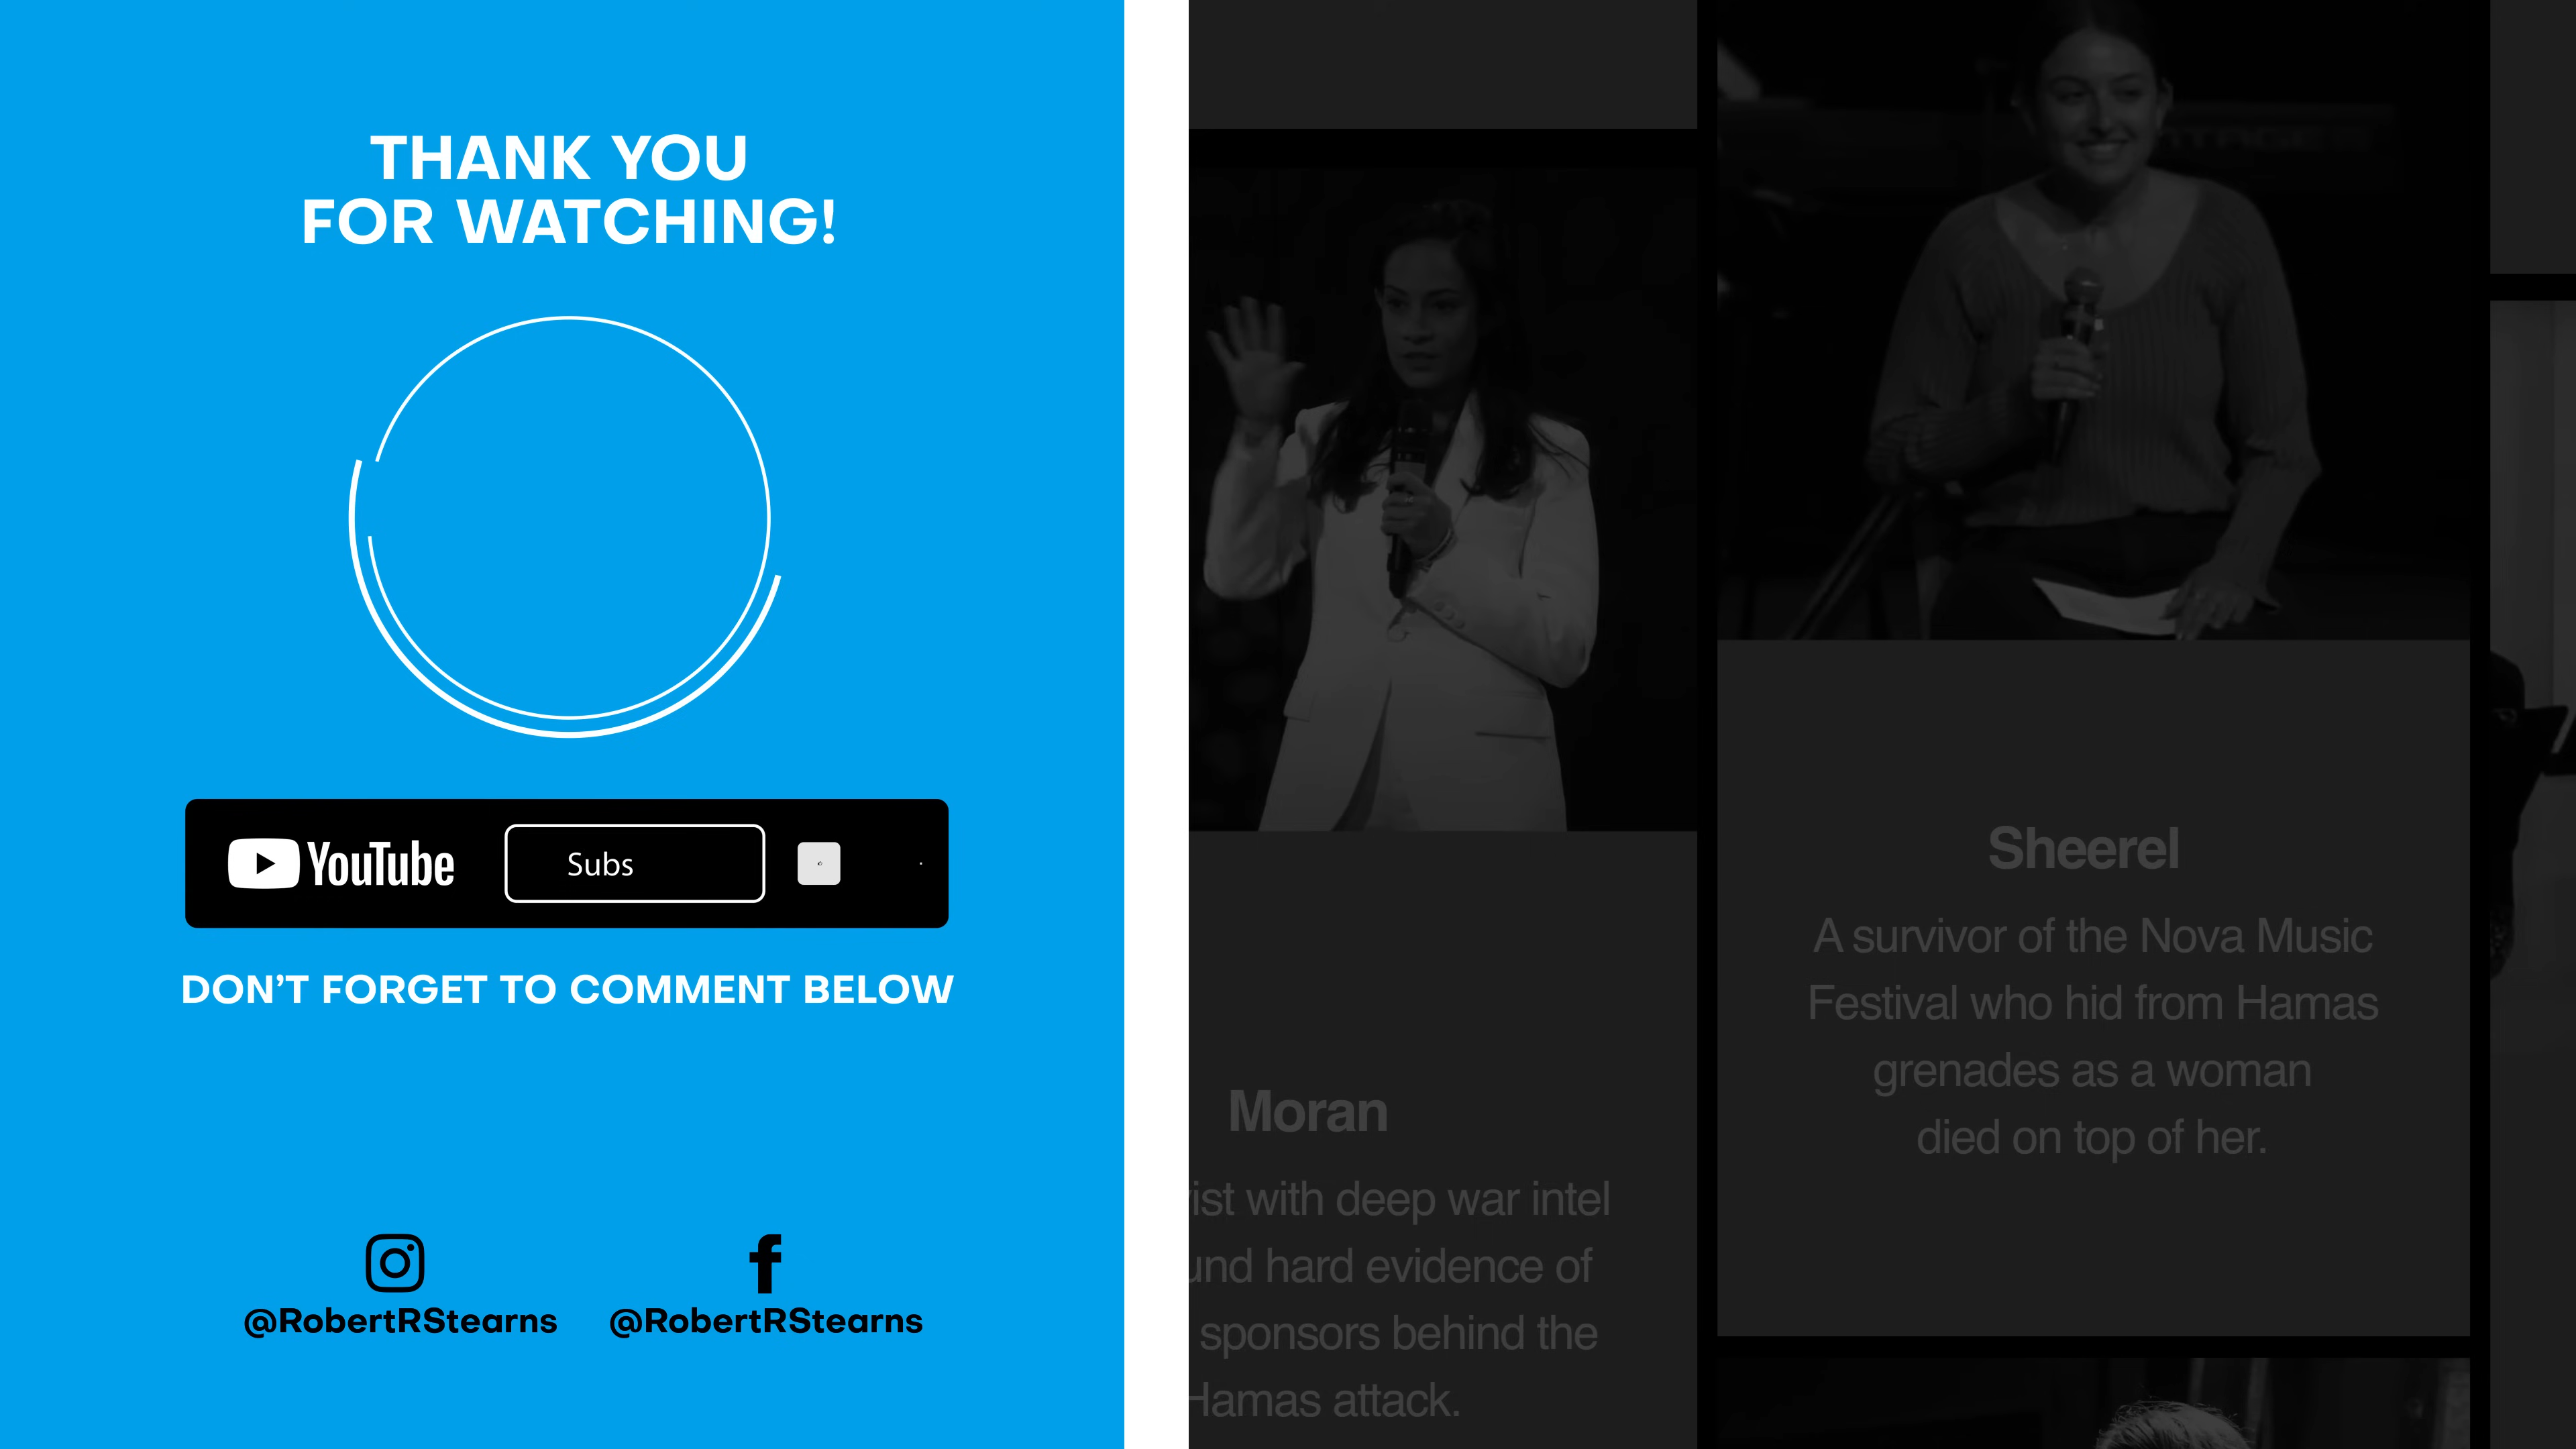 THANK YOU
FOR WATCHING!
YouTube
Subs
DON'T FORGET TO COMMENT BELOW
@RobertRStearns
@RobertRStearns
Moran
with deep war intel
hard evidence of
sponsors behind the
Hamas attack.
Sheerel
A survivor of the Nova Music
Festival who hid from Hamas
grenades as a woman
died on top of her.